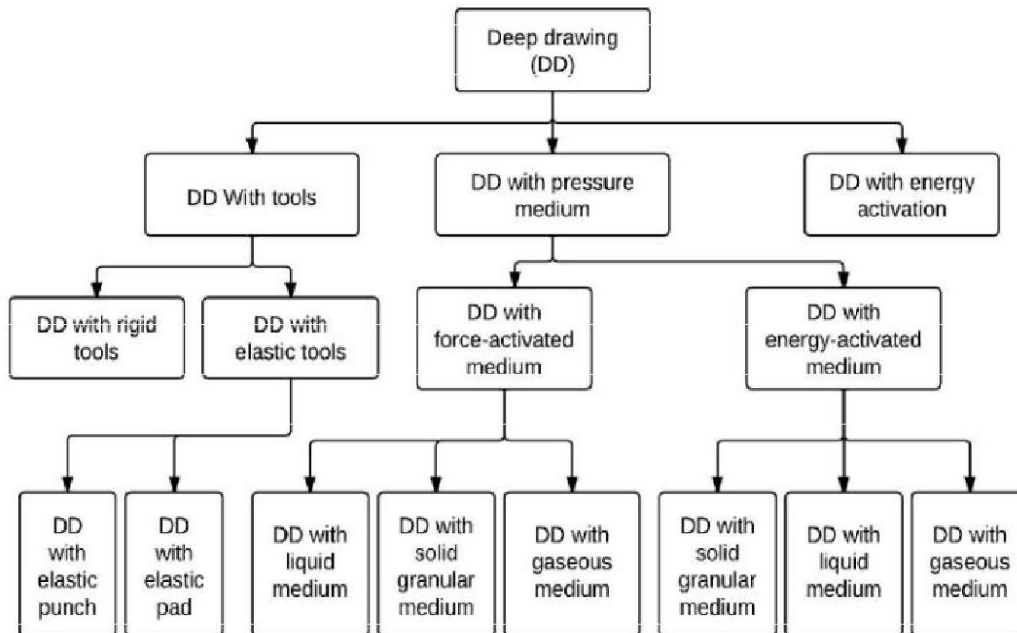 Deep drawing
(DD)
DD With tools
DD with pressure
medium
DD with energy
activation
DD with rigid
tools
DD with
elastic tools
DD with
force-activated
medium
DD with
energy-activated
medium
DD
with
elastic
punch
DD
with
elastic
pad
DD with
liquid
medium
DD with
solid
granular
medium
DD with
gaseous
medium
DD with
solid
granular
medium
DD with
liquid
medium
DD with
gaseous
medium